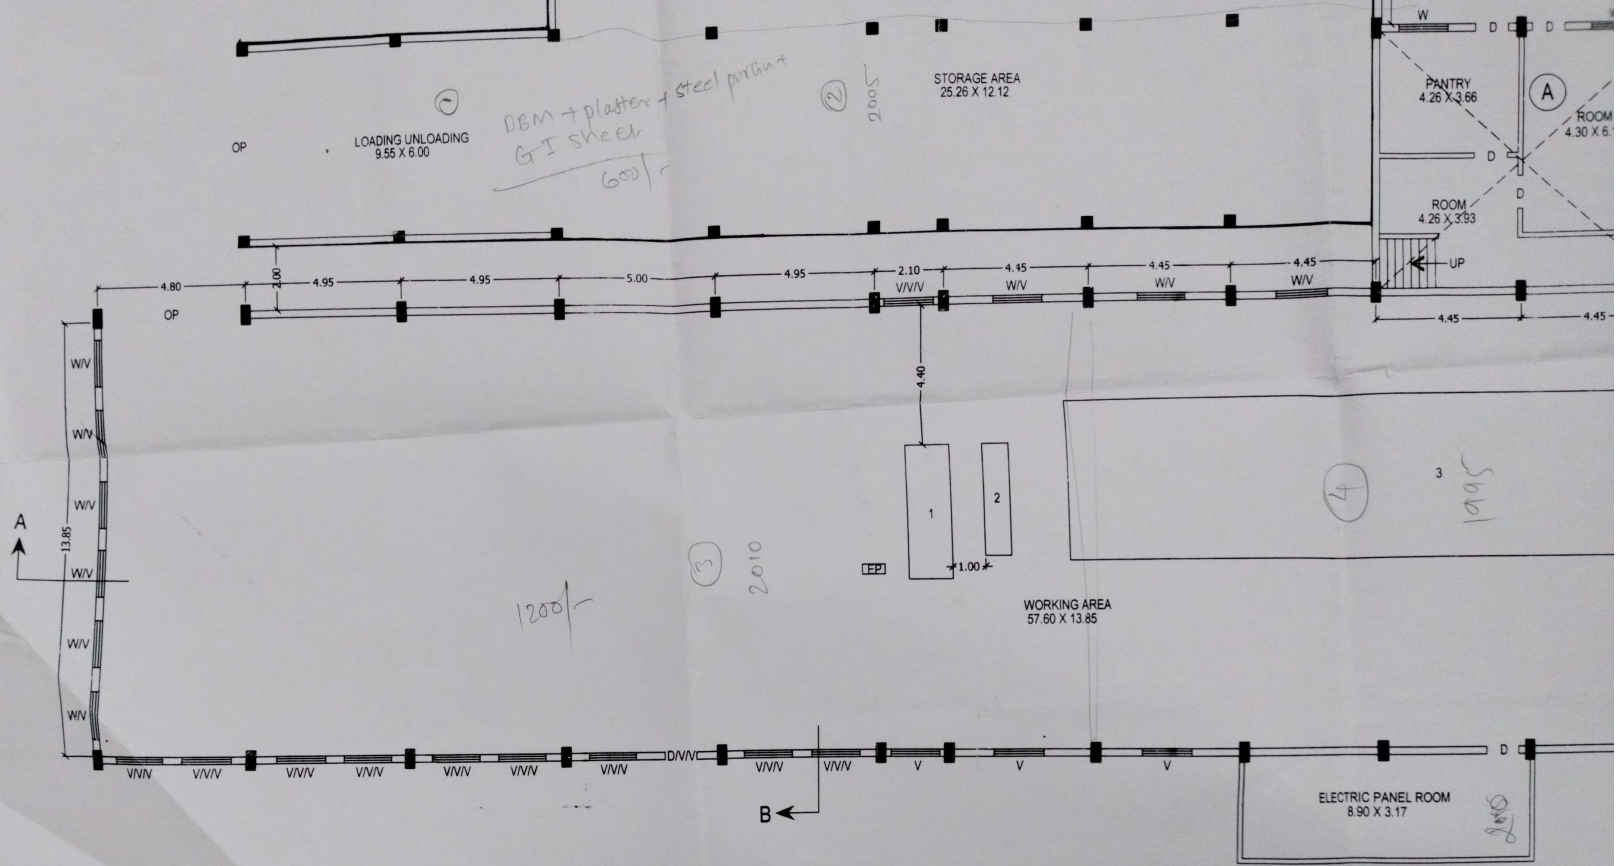 W
D
D
STORAGE AREA
25.26 X 12.12
PANTRY
4.26 X 3.66
A
ROOM
4.30 X 6.
1
2
2005
DBM + plaster + steel purlin +
GI sheet
600/-
OP
LOADING UNLOADING
9.55 X 6.00
D
D
ROOM
4.26 X 3.93
UP
2.00
4.80
4.95
4.95
5.00
4.95
2.10
4.45
4.45
4.45
V/V/V
W/V
W/V
W/V
OP
4.45
4.45
W/V
4.40
W/V
3
4
1995
W/V
1
2
A
13.85
3
2010
EP
1.00
W/V
1200/-
WORKING AREA
57.60 X 13.85
W/V
W/V
V/V/V
V/V/V
V/V/V
V/V/V
V/V/V
V/V/V
V/V/V
D/V/V
V/V/V
V/V/V
V
V
V
D
B
ELECTRIC PANEL ROOM
8.90 X 3.17